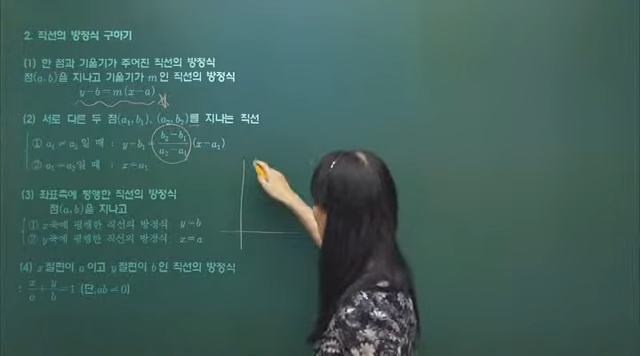 2. 직선의 방정식 구하기
(1) 한 점과 기울기가 주어진 직선의 방정식
점(a, b)을 지나고 기울기가 m인 직선의 방정식
y-b=m(x-a)
(2) 서로 다른 두 점(a₁, b₁), (a₂, b₂)를 지나는 직선
① a₁≠a₂일 때 : y-b₁=\frac{b₂-b₁}{a₂-a₁}(x-a₁)
② a₁=a₂일 때 : x=a₁
(3) 좌표축에 평행한 직선의 방정식
점(a, b)을 지나고
① x축에 평행한 직선의 방정식 y=b
② y축에 평행한 직선의 방정식 x=a
(4) x절편이 a이고 y절편이 b인 직선의 방정식
: \frac{x}{a}+\frac{y}{b}=1 (단, ab≠0)